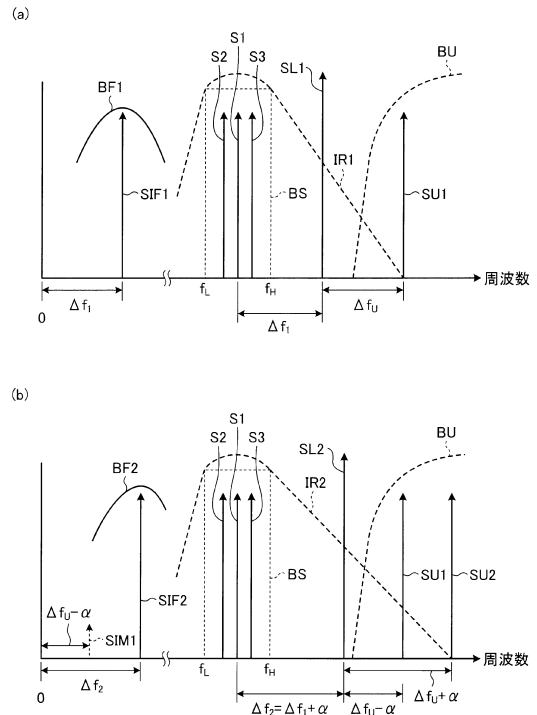 (a)
S1
S2 S3
SL1
BU
BF1
IR1
SIF1
BS
SU1
fL fH
周波数
Δf1
0
Δf1
ΔfU
(b)
S1
S2 S3
SL2
BU
BF2
IR2
SIF2
BS
SU1 SU2
ΔfU−α
SIM1
fL fH
周波数
0
Δf2
Δf2=Δf1+α
ΔfU−α
ΔfU+α